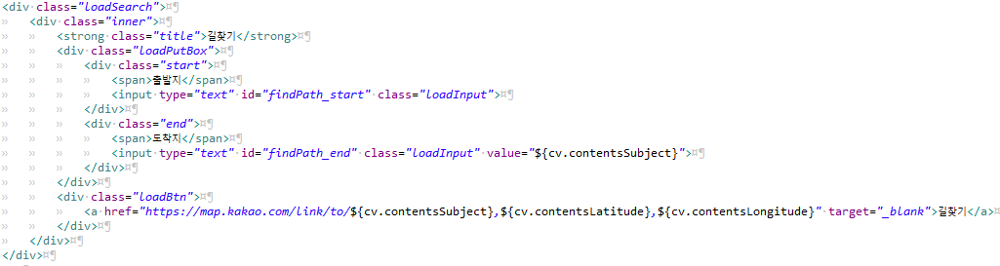 <div class="loadSearch">
<div class="inner">
<strong class="title">길찾기</strong>
<div class="loadPutBox">
<div class="start">
<span>출발지</span>
<input type="text" id="findPath_start" class="loadInput">
</div>
<div class="end">
<span>도착지</span>
<input type="text" id="findPath_end" class="loadInput" value="${cv.contentsSubject}">
</div>
</div>
<div class="loadBtn">
<a href="https://map.kakao.com/link/to/${cv.contentsSubject},${cv.contentsLatitude},${cv.contentsLongitude}" target="_blank">길찾기</a>
</div>
</div>
</div>